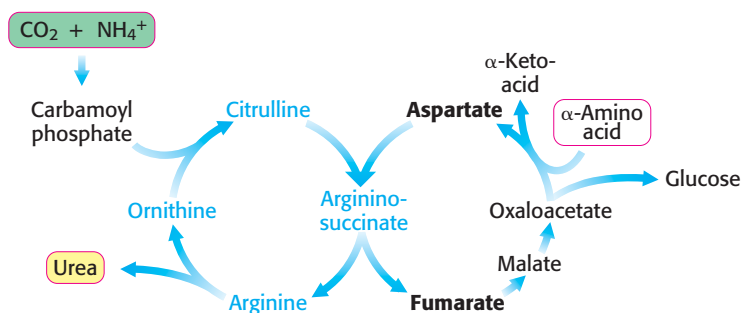 CO₂ + NH₄⁺
α-Keto-
acid
Carbamoyl
phosphate
Citrulline
Aspartate
α-Amino
acid
Glucose
Ornithine
Arginino-
succinate
Oxaloacetate
Urea
Malate
Arginine
Fumarate